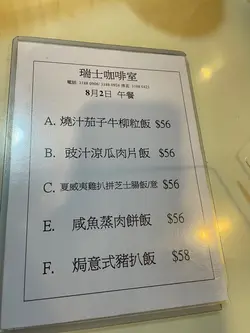 瑞士咖啡室
8月2日 午餐
A. 燒汁茄子牛柳粒飯 $56
B. 豉汁涼瓜肉片飯 $56
C. 夏威夷雞扒拼芝士腸飯/意 $56
E. 咸魚蒸肉餅飯 $56
F. 焗意式豬扒飯 $58